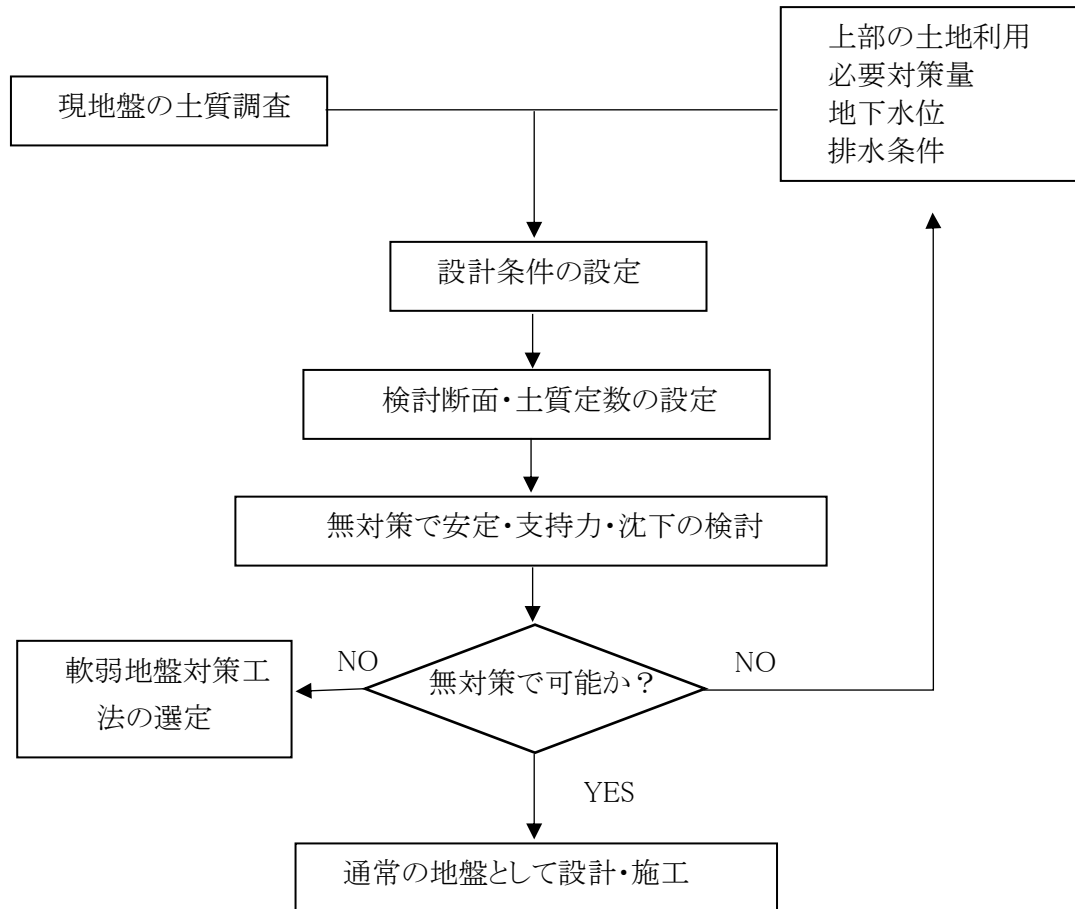 上部の土地利用
必要対策量
地下水位
排水条件
現地盤の土質調査
設計条件の設定
検討断面・土質定数の設定
無対策で安定・支持力・沈下の検討
無対策で可能か？
NO
NO
軟弱地盤対策工
法の選定
YES
通常の地盤として設計・施工